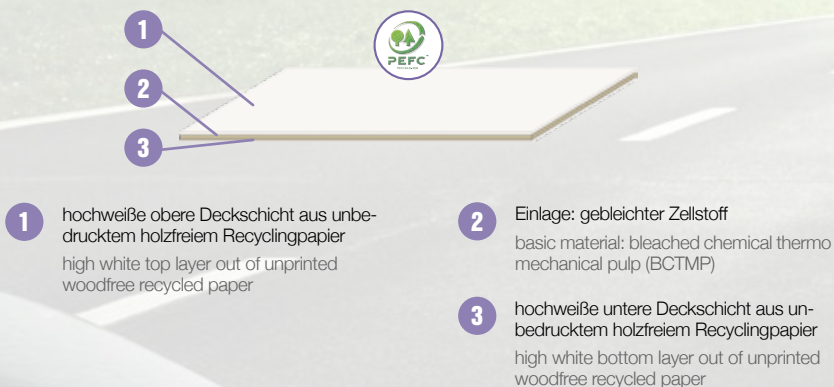 1
PEFC
2
3
1
hochweiße obere Deckschicht aus unbe-
drucktem holzfreiem Recyclingpapier
high white top layer out of unprinted
woodfree recycled paper
2
Einlage: gebleichter Zellstoff
basic material: bleached chemical thermo
mechanical pulp (BCTMP)
3
hochweiße untere Deckschicht aus un-
bedrucktem holzfreiem Recyclingpapier
high white bottom layer out of unprinted
woodfree recycled paper